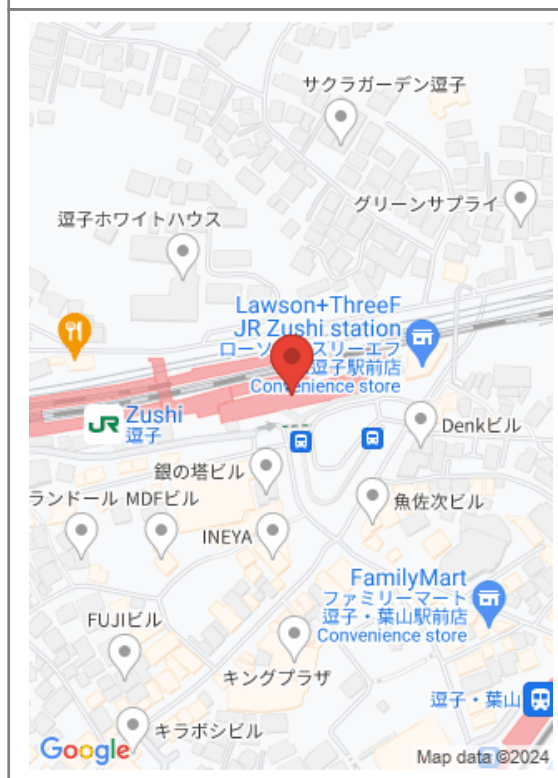 サクラガーデン逗子
グリーンサプライ
逗子ホワイトハウス
Lawson+ThreeF
JR Zushi station
ローソ スリーエフ
逗子駅前店
Convenience store
JR
Zushi
逗子
Denkビル
銀の塔ビル
ランドール
MDFビル
魚佐次ビル
INEYA
FamilyMart
ファミリーマート
逗子・葉山駅前店
Convenience store
FUJIビル
キングプラザ
逗子・葉山
キラボシビル
Google
Map data ©2024